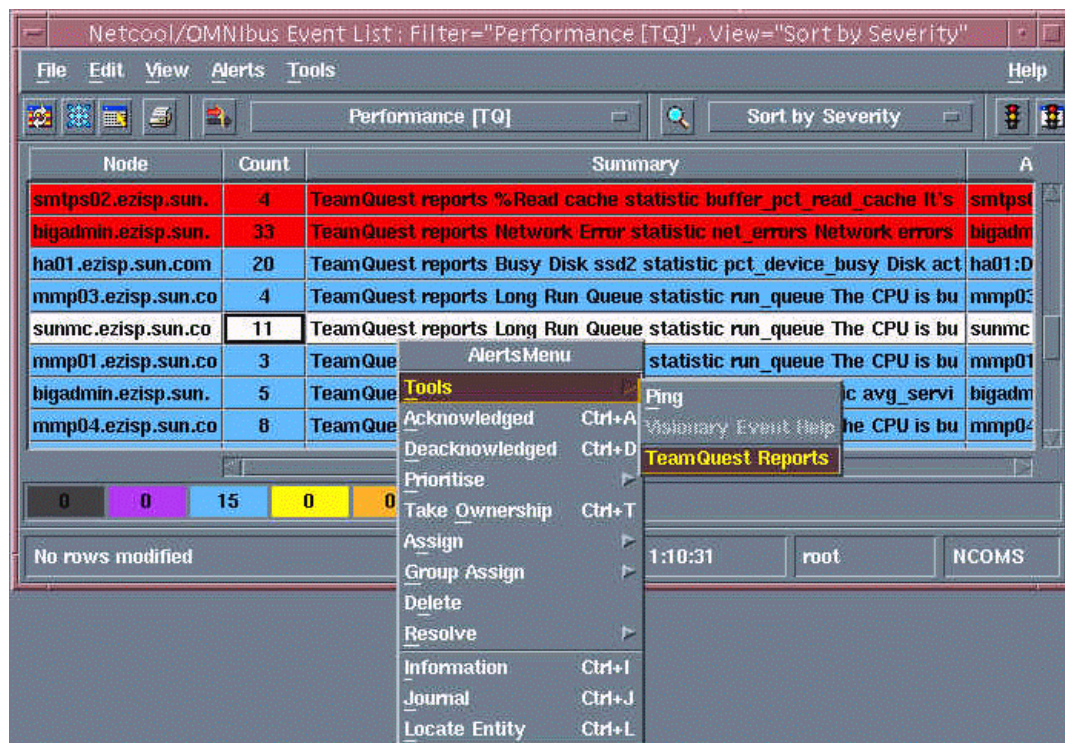 Netcool/OMNIbus Event List : Filter="Performance [TQ]", View="Sort by Severity"
File Edit View Alerts Tools Help
Performance [TQ] Sort by Severity
Node Count Summary A
smtps02.ezisp.sun. 4 TeamQuest reports %Read cache statistic buffer_pct_read_cache It's smtps
bigadmin.ezisp.sun. 33 TeamQuest reports Network Error statistic net_errors Network errors bigadm
ha01.ezisp.sun.com 20 TeamQuest reports Busy Disk ssd2 statistic pct_device_busy Disk act ha01:D
mmp03.ezisp.sun.co 4 TeamQuest reports Long Run Queue statistic run_queue The CPU is bu mmp03
sunmc.ezisp.sun.co 11 TeamQuest reports Long Run Queue statistic run_queue The CPU is bu sunmc
mmp01.ezisp.sun.co 3 TeamQue statistic run_queue The CPU is bu mmp01
bigadmin.ezisp.sun. 5 TeamQue ic avg_servi bigadm
mmp04.ezisp.sun.co 8 TeamQue he CPU is bu mmp04
0 0 15 0 0
No rows modified 1:10:31 root NCOMS
AlertsMenu
Tools
Acknowledged Ctrl+A
Deacknowledged Ctrl+D
Prioritise
Take Ownership Ctrl+T
Assign
Group Assign
Delete
Resolve
Information Ctrl+I
Journal Ctrl+J
Locate Entity Ctrl+L
Ping
Visionary Event Help
TeamQuest Reports